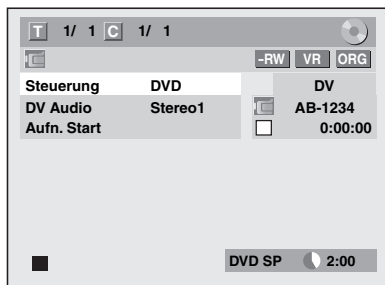 T 1/ 1 C 1/ 1
-RW VR ORG
Steuerung DVD DV
DV Audio Stereo1 AB-1234
Aufn. Start 0:00:00
DVD SP 2:00